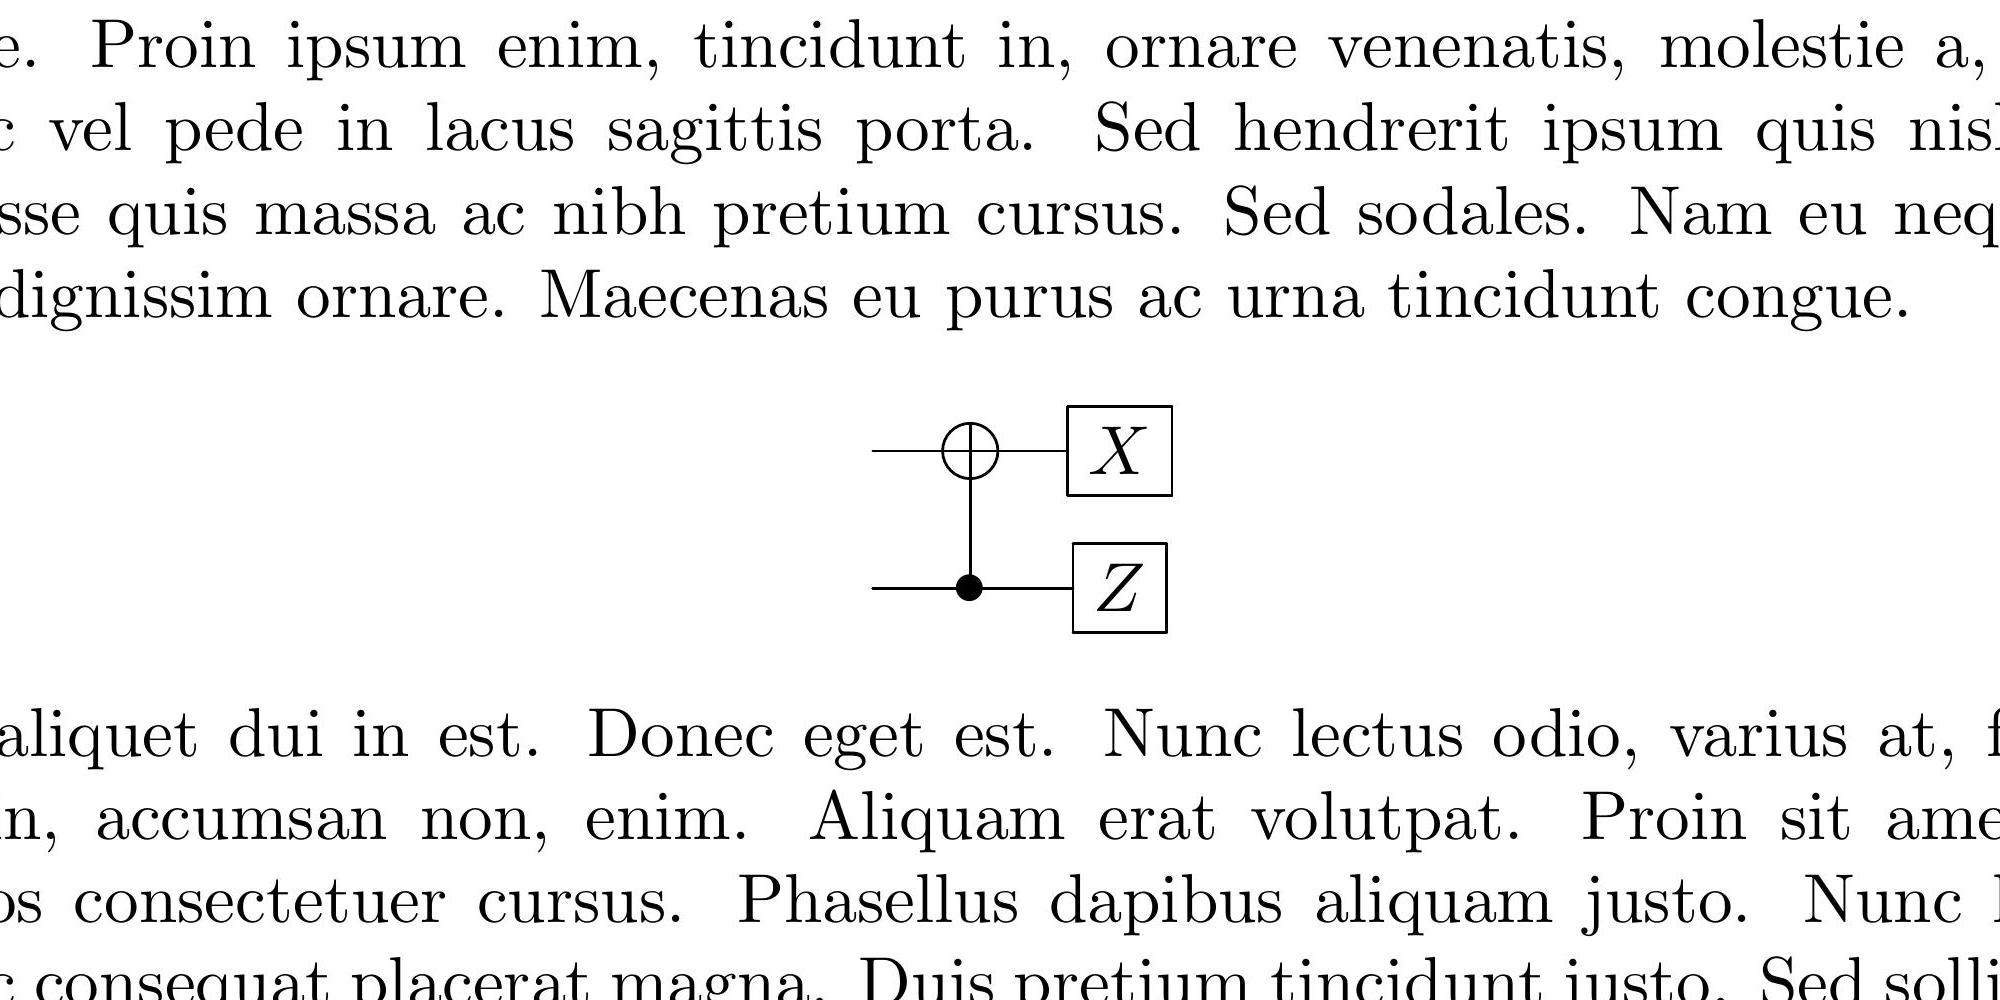 e. Proin ipsum enim, tincidunt in, ornare venenatis, molestie a,
c vel pede in lacus sagittis porta. Sed hendrerit ipsum quis nisl
sse quis massa ac nibh pretium cursus. Sed sodales. Nam eu neq
dignissim ornare. Maecenas eu purus ac urna tincidunt congue.
X
Z
aliquet dui in est. Donec eget est. Nunc lectus odio, varius at, f
in, accumsan non, enim. Aliquam erat volutpat. Proin sit ame
os consectetuer cursus. Phasellus dapibus aliquam justo. Nunc l
c consequat placerat magna. Duis pretium tincidunt justo. Sed solli